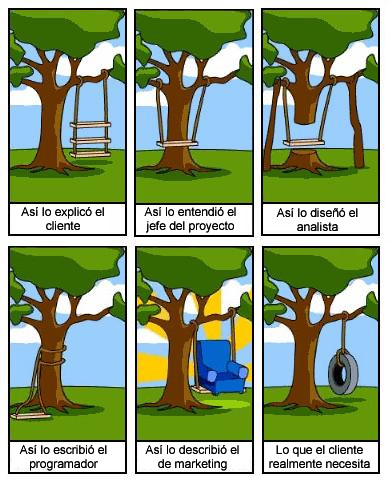 Así lo explicó el
cliente
Así lo entendió el
jefe del proyecto
Así lo diseñó el
analista
Así lo escribió el
programador
Así lo describió el
de marketing
Lo que el cliente
realmente necesita